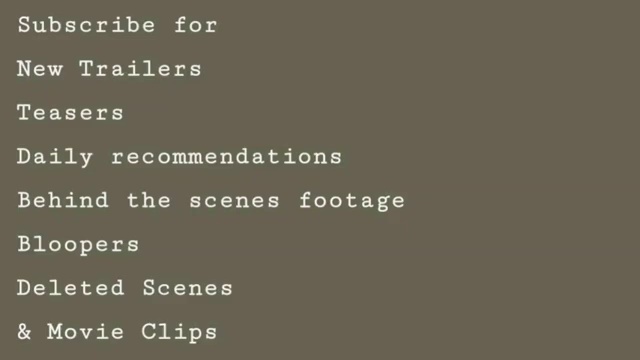 Subscribe for
New Trailers
Teasers
Daily recommendations
Behind the scenes footage
Bloopers
Deleted Scenes
& Movie Clips